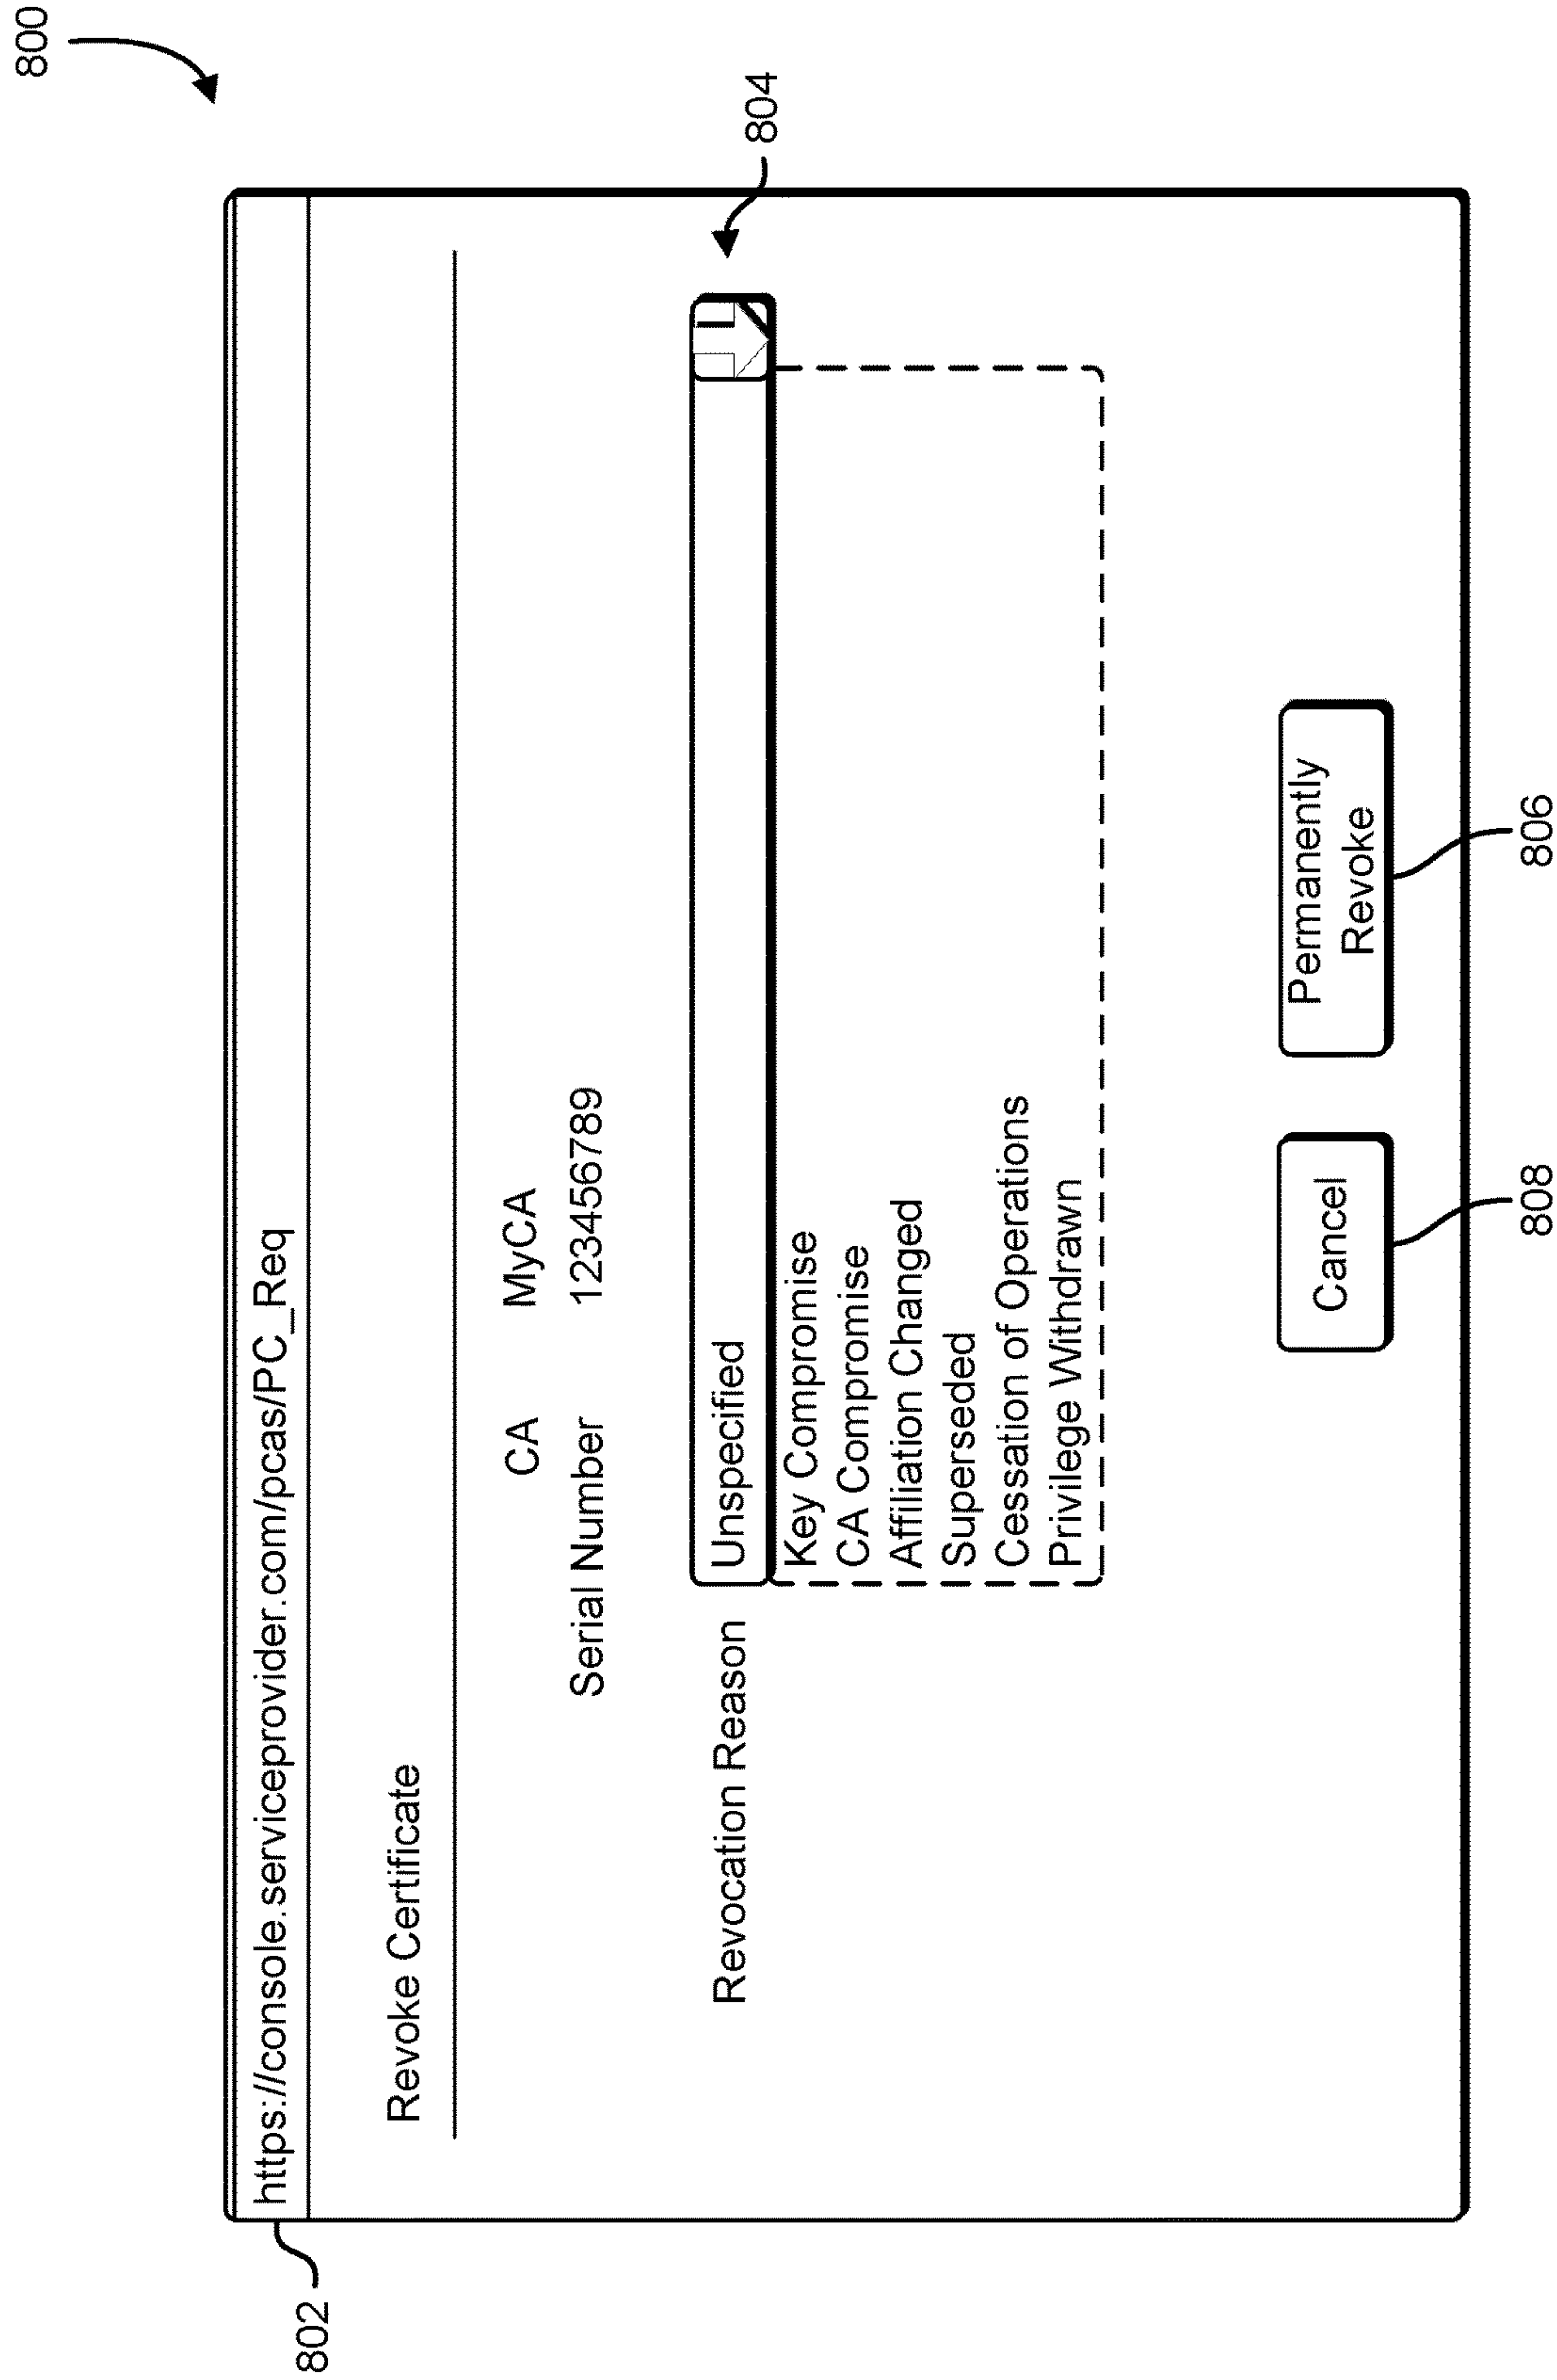 800
802
https://console.serviceprovider.com/pcas/PC_Req
Revoke Certificate
CA MyCA
Serial Number 123456789
804
Revocation Reason Unspecified
Key Compromise
CA Compromise
Affiliation Changed
Superseded
Cessation of Operations
Privilege Withdrawn
Cancel
Permanently
Revoke
808
806